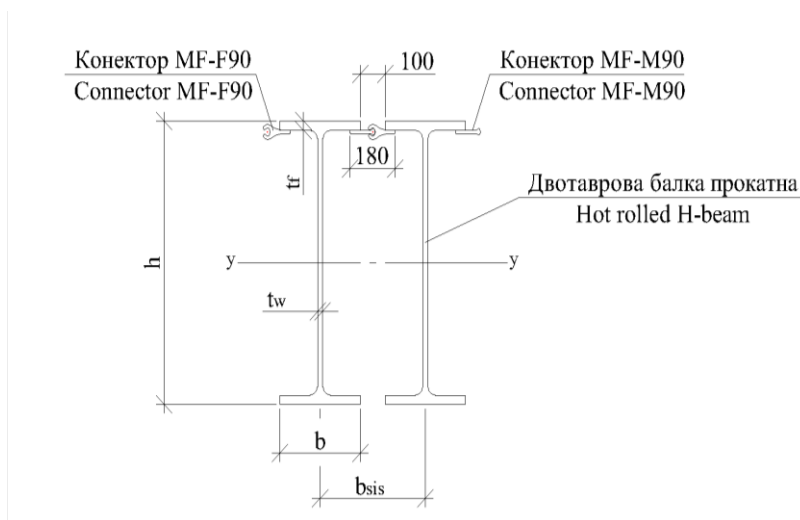 Конектор MF-F90
Connector MF-F90
100
Конектор MF-M90
Connector MF-M90
180
tf
Двотаврова балка прокатна
Hot rolled H-beam
h
y
y
tw
b
bsis